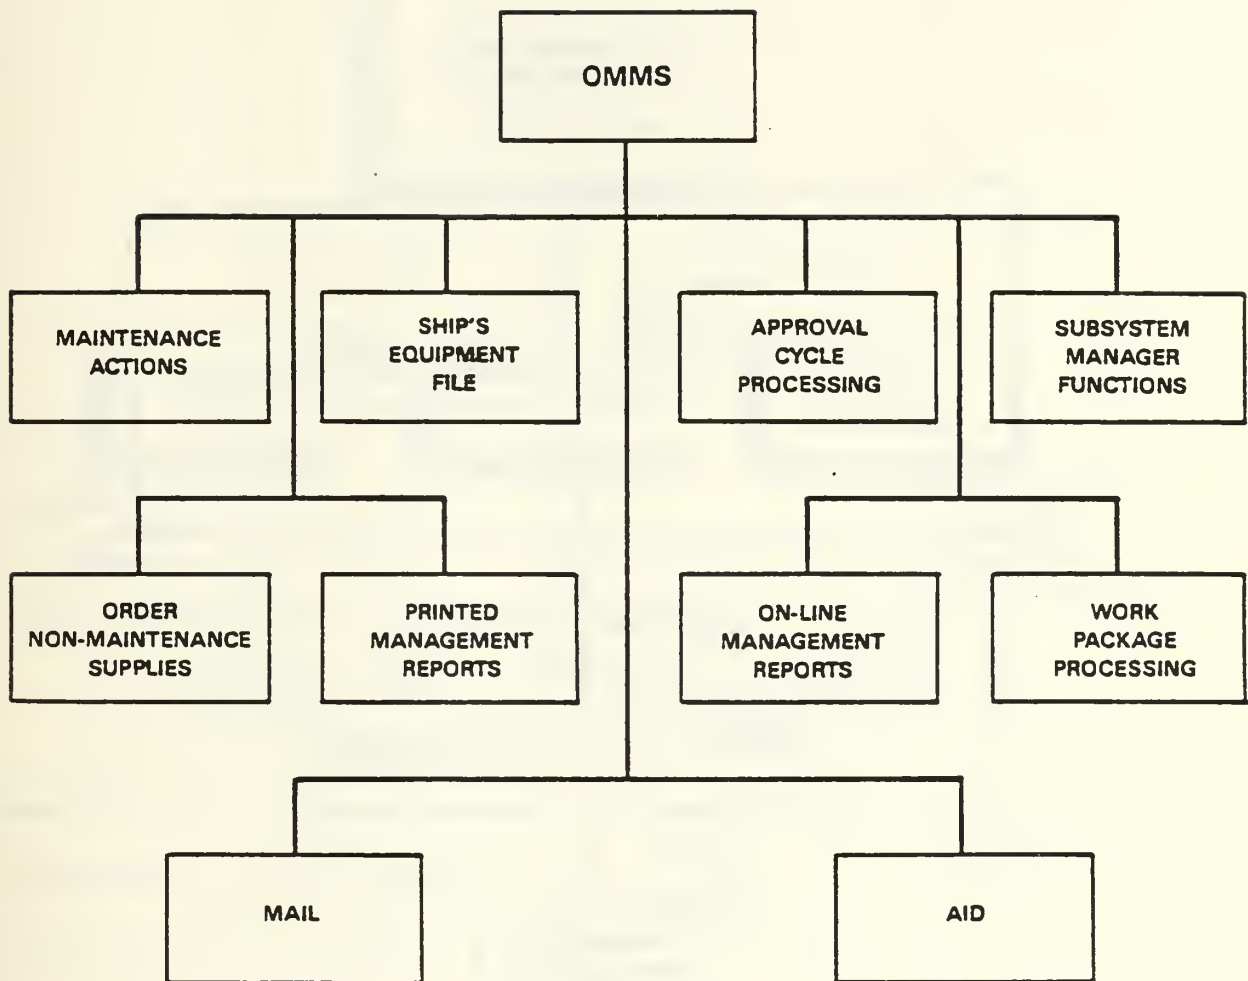 OMMS
MAINTENANCE
ACTIONS
SHIP'S
EQUIPMENT
FILE
APPROVAL
CYCLE
PROCESSING
SUBSYSTEM
MANAGER
FUNCTIONS
ORDER
NON-MAINTENANCE
SUPPLIES
PRINTED
MANAGEMENT
REPORTS
ON-LINE
MANAGEMENT
REPORTS
WORK
PACKAGE
PROCESSING
MAIL
AID